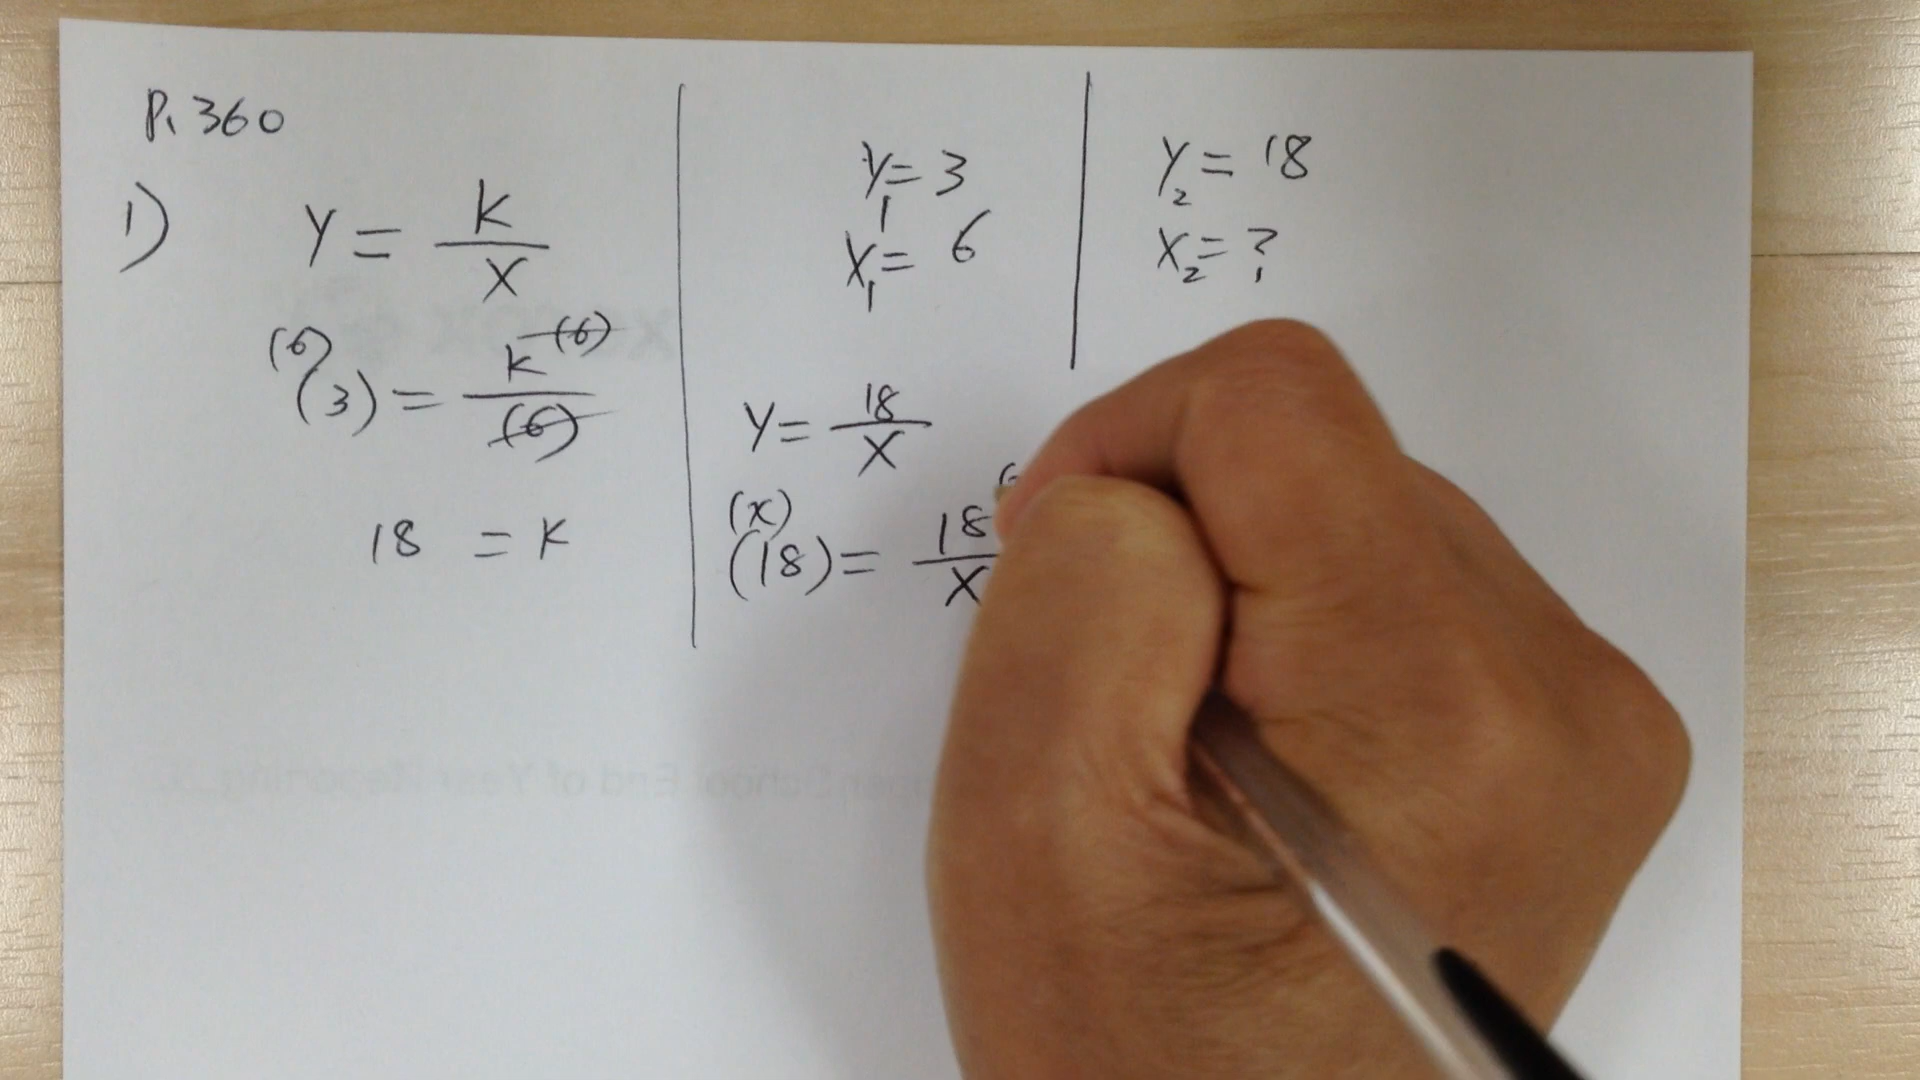 P. 360
1) Y = K / X
(6)(3) = K (6) / (6)
18 = K
Y₁ = 3
X₁ = 6
Y = 18 / X
(x)(18) = 18 / X
Y₂ = 18
X₂ = ?